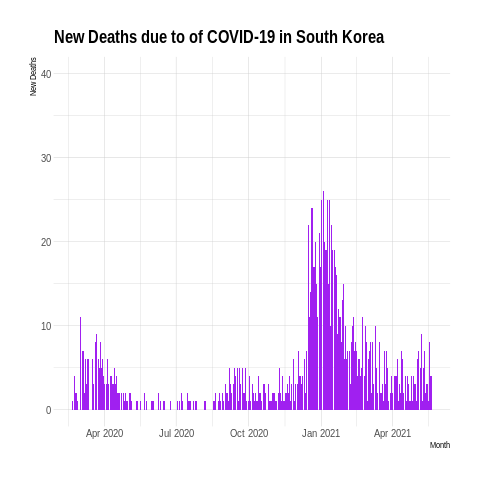 New Deaths due to of COVID-19 in South Korea
New Deaths
40
30
20
10
0
Apr 2020 Jul 2020 Oct 2020 Jan 2021 Apr 2021
Month